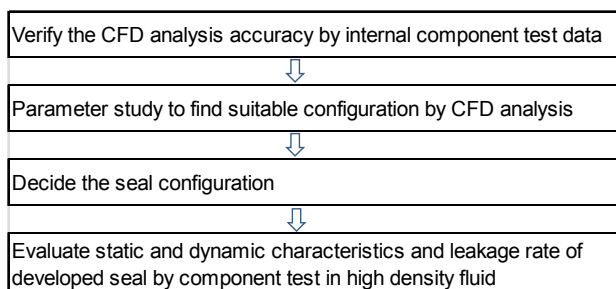 Verify the CFD analysis accuracy by internal component test data
Parameter study to find suitable configuration by CFD analysis
Decide the seal configuration
Evaluate static and dynamic characteristics and leakage rate of
developed seal by component test in high density fluid